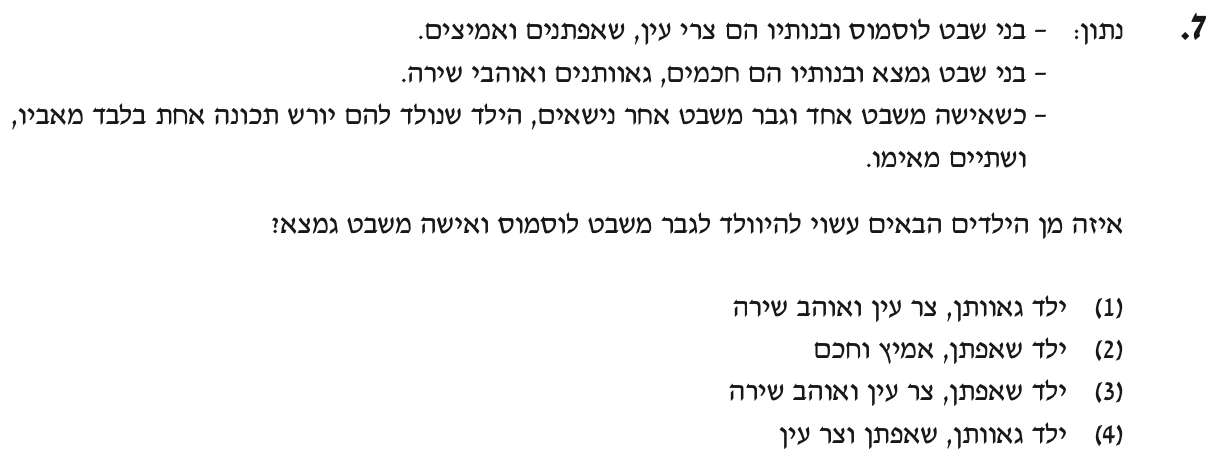 7. נתון: – בני שבט לוסמוס ובנותיו הם צרי עין, שאפתנים ואמיצים.
– בני שבט גמצא ובנותיו הם חכמים, גאוותנים ואוהבי שירה.
– כשאישה משבט אחד וגבר משבט אחר נישאים, הילד שנולד להם יורש תכונה אחת בלבד מאביו,
ושתיים מאימו.
איזה מן הילדים הבאים עשוי להיוולד לגבר משבט לוסמוס ואישה משבט גמצא?
(1) ילד גאוותן, צר עין ואוהב שירה
(2) ילד שאפתן, אמיץ וחכם
(3) ילד שאפתן, צר עין ואוהב שירה
(4) ילד גאוותן, שאפתן וצר עין